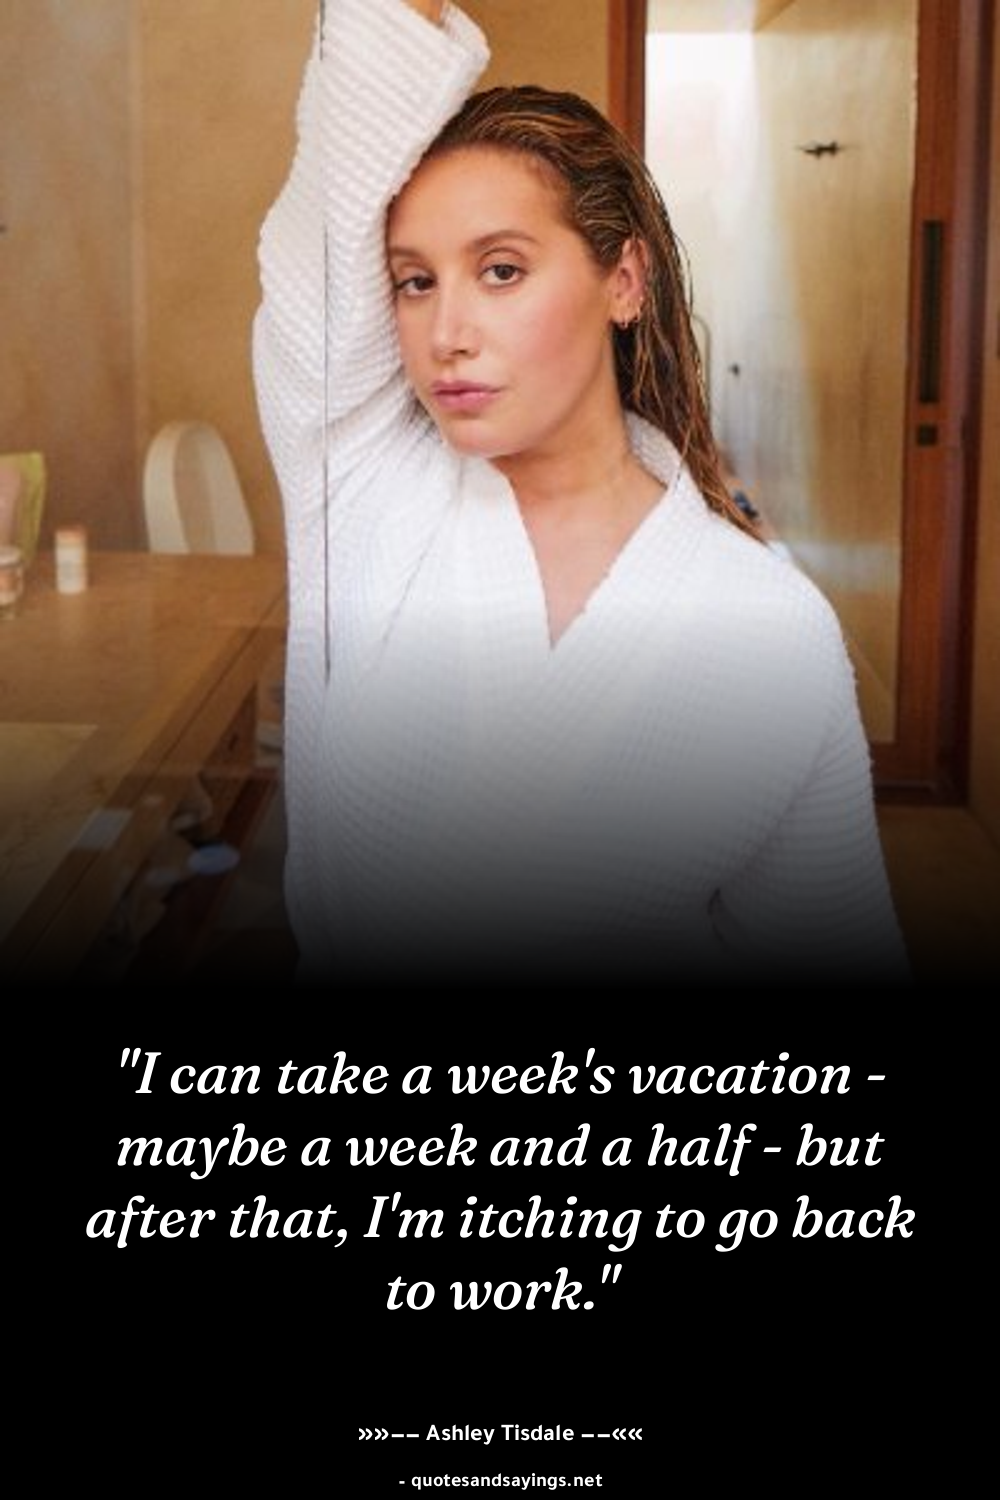 "I can take a week's vacation -
maybe a week and a half - but
after that, I'm itching to go back
to work."
»»−− Ashley Tisdale −−««
- quotesandsayings.net